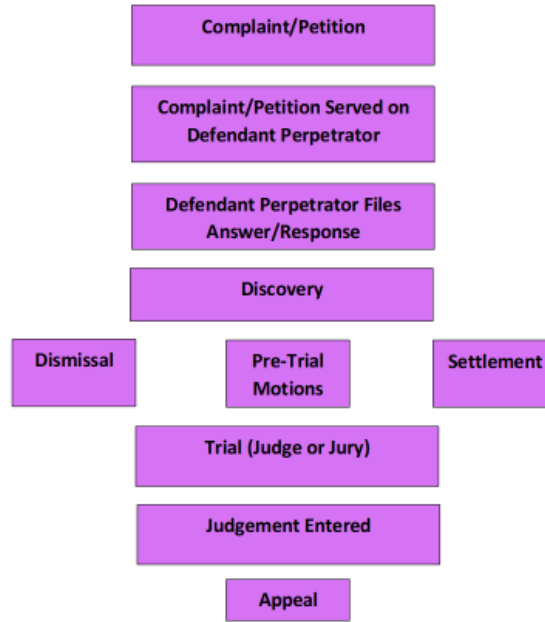 Complaint/Petition
Complaint/Petition Served on
Defendant Perpetrator
Defendant Perpetrator Files
Answer/Response
Discovery
Dismissal
Pre-Trial
Motions
Settlement
Trial (Judge or Jury)
Judgement Entered
Appeal